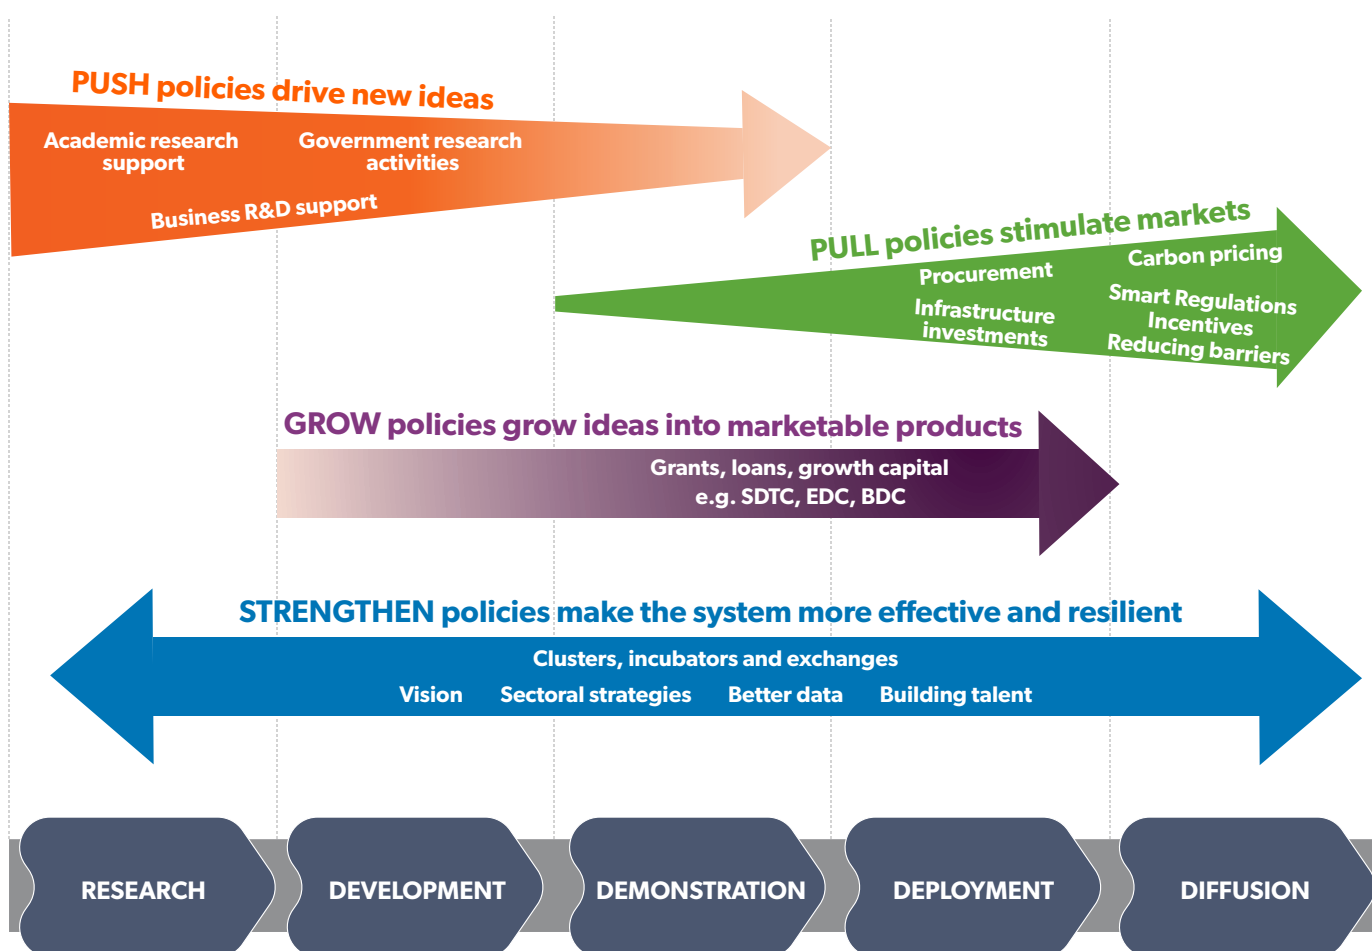 PUSH policies drive new ideas
Academic research
support
Government research
activities
Business R&D support
PULL policies stimulate markets
Procurement
Carbon pricing
Infrastructure
investments
Smart Regulations
Incentives
Reducing barriers
GROW policies grow ideas into marketable products
Grants, loans, growth capital
e.g. SDTC, EDC, BDC
STRENGTHEN policies make the system more effective and resilient
Clusters, incubators and exchanges
Vision Sectoral strategies Better data Building talent
RESEARCH DEVELOPMENT DEMONSTRATION DEPLOYMENT DIFFUSION